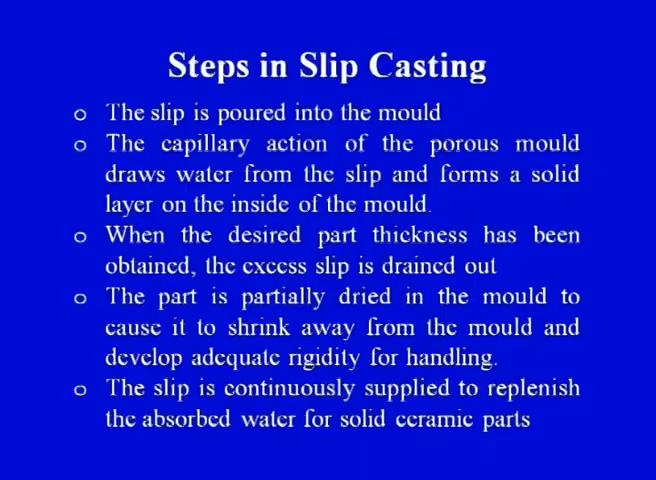 Steps in Slip Casting
o The slip is poured into the mould
o The capillary action of the porous mould
draws water from the slip and forms a solid
layer on the inside of the mould.
o When the desired part thickness has been
obtained, the excess slip is drained out
o The part is partially dried in the mould to
cause it to shrink away from the mould and
develop adequate rigidity for handling.
o The slip is continuously supplied to replenish
the absorbed water for solid ceramic parts